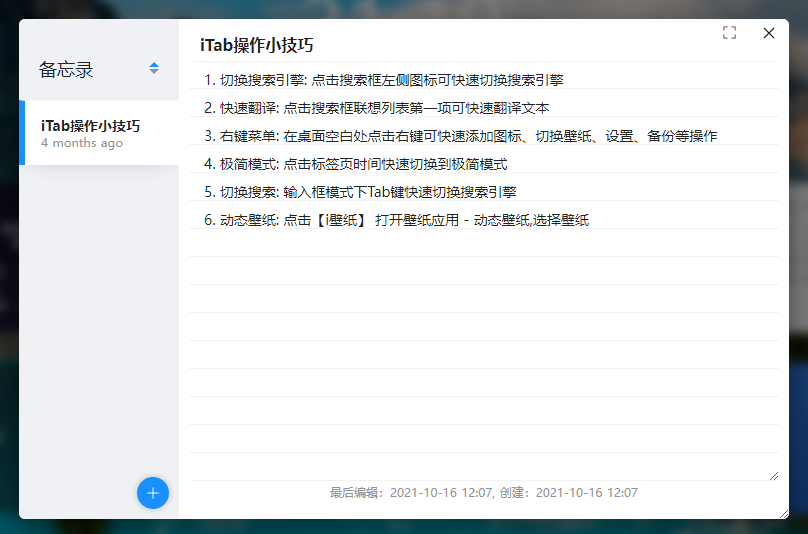 备忘录
iTab操作小技巧
4 months ago
iTab操作小技巧
1. 切换搜索引擎: 点击搜索框左侧图标可快速切换搜索引擎
2. 快速翻译: 点击搜索框联想列表第一项可快速翻译文本
3. 右键菜单: 在桌面空白处点击右键可快速添加图标、切换壁纸、设置、备份等操作
4. 极简模式: 点击标签页时间快速切换到极简模式
5. 切换搜索: 输入框模式下Tab键快速切换搜索引擎
6. 动态壁纸: 点击【i壁纸】 打开壁纸应用 - 动态壁纸,选择壁纸
最后编辑：2021-10-16 12:07, 创建：2021-10-16 12:07